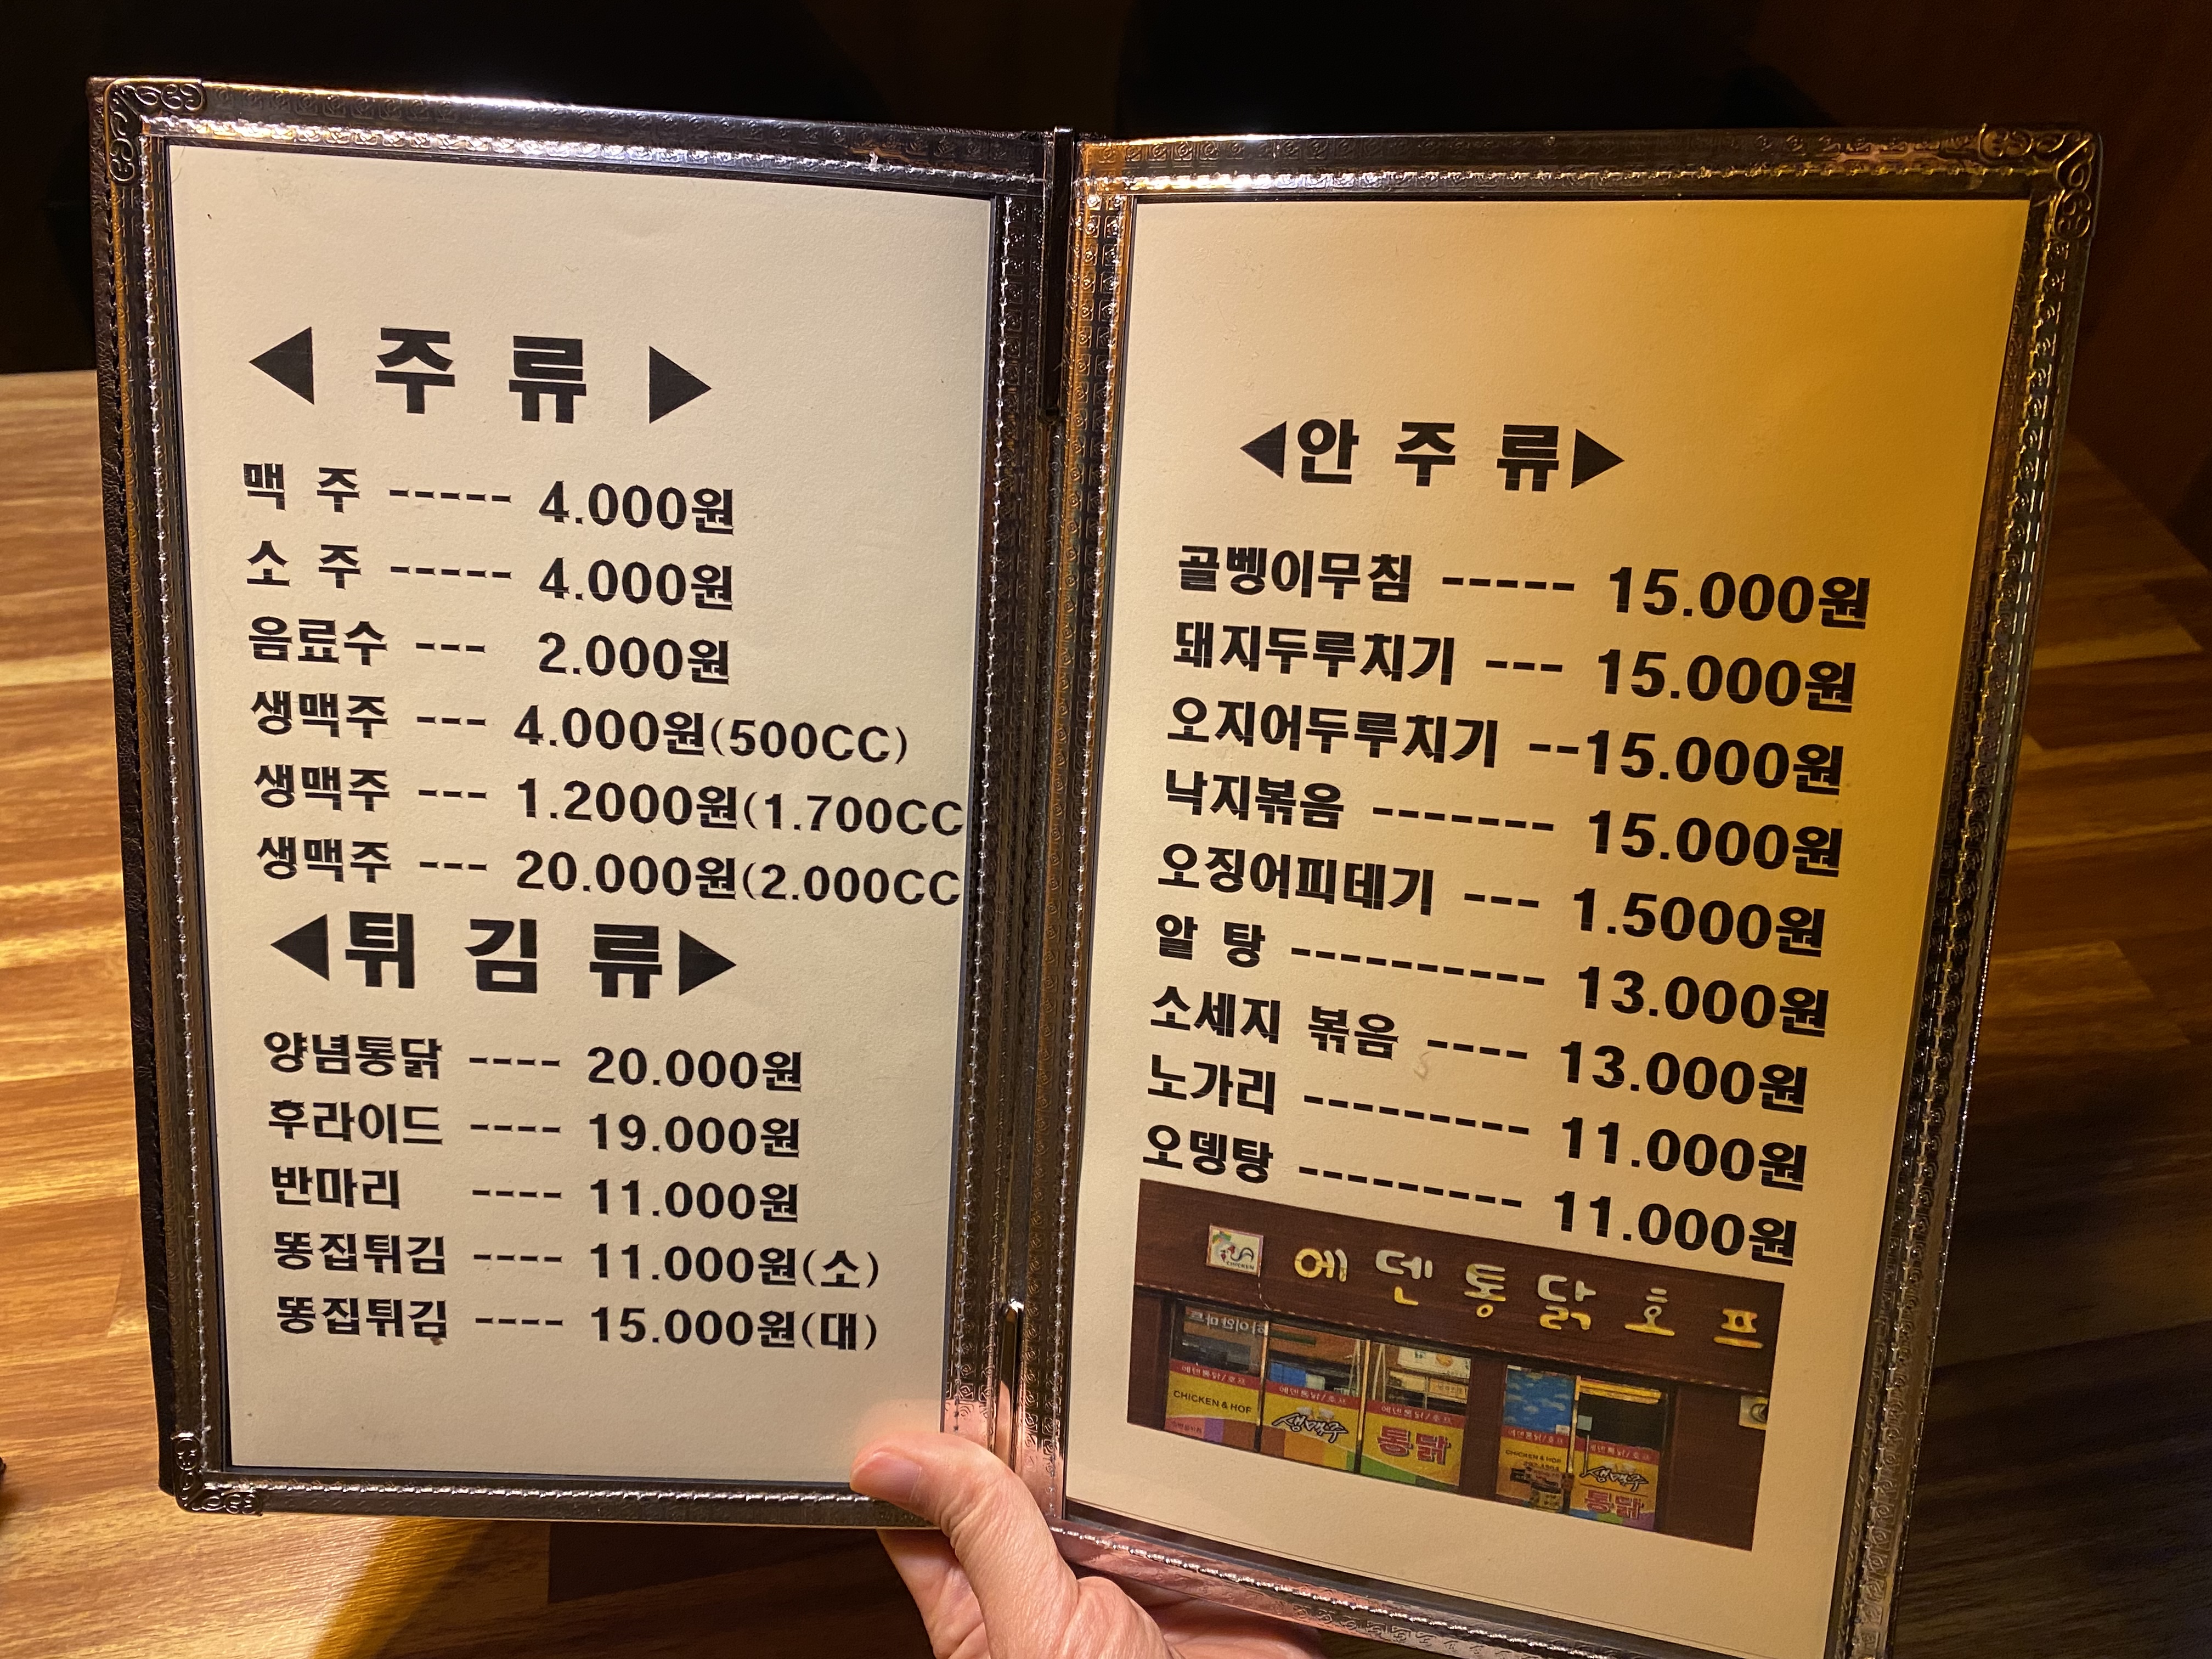 ◀ 주 류 ▶
맥 주 ----- 4.000원
소 주 ----- 4.000원
음료수 --- 2.000원
생맥주 --- 4.000원(500CC)
생맥주 --- 1.2000원(1.700CC
생맥주 --- 20.000원(2.000CC
◀튀 김 류▶
양념통닭 ---- 20.000원
후라이드 ---- 19.000원
반마리 ---- 11.000원
똥집튀김 ---- 11.000원(소)
똥집튀김 ---- 15.000원(대)
◀안 주 류▶
골벵이무침 ----- 15.000원
돼지두루치기 --- 15.000원
오지어두루치기 --15.000원
낙지볶음 ------- 15.000원
오징어피데기 --- 1.5000원
알 탕 ---------- 13.000원
소세지 볶음 ---- 13.000원
노가리 --------- 11.000원
오뎅탕 --------- 11.000원
에덴통닭호프
CHICKEN
CHICKEN & HOF
생맥주
통닭
CHICKEN & HOF
생맥주
통닭